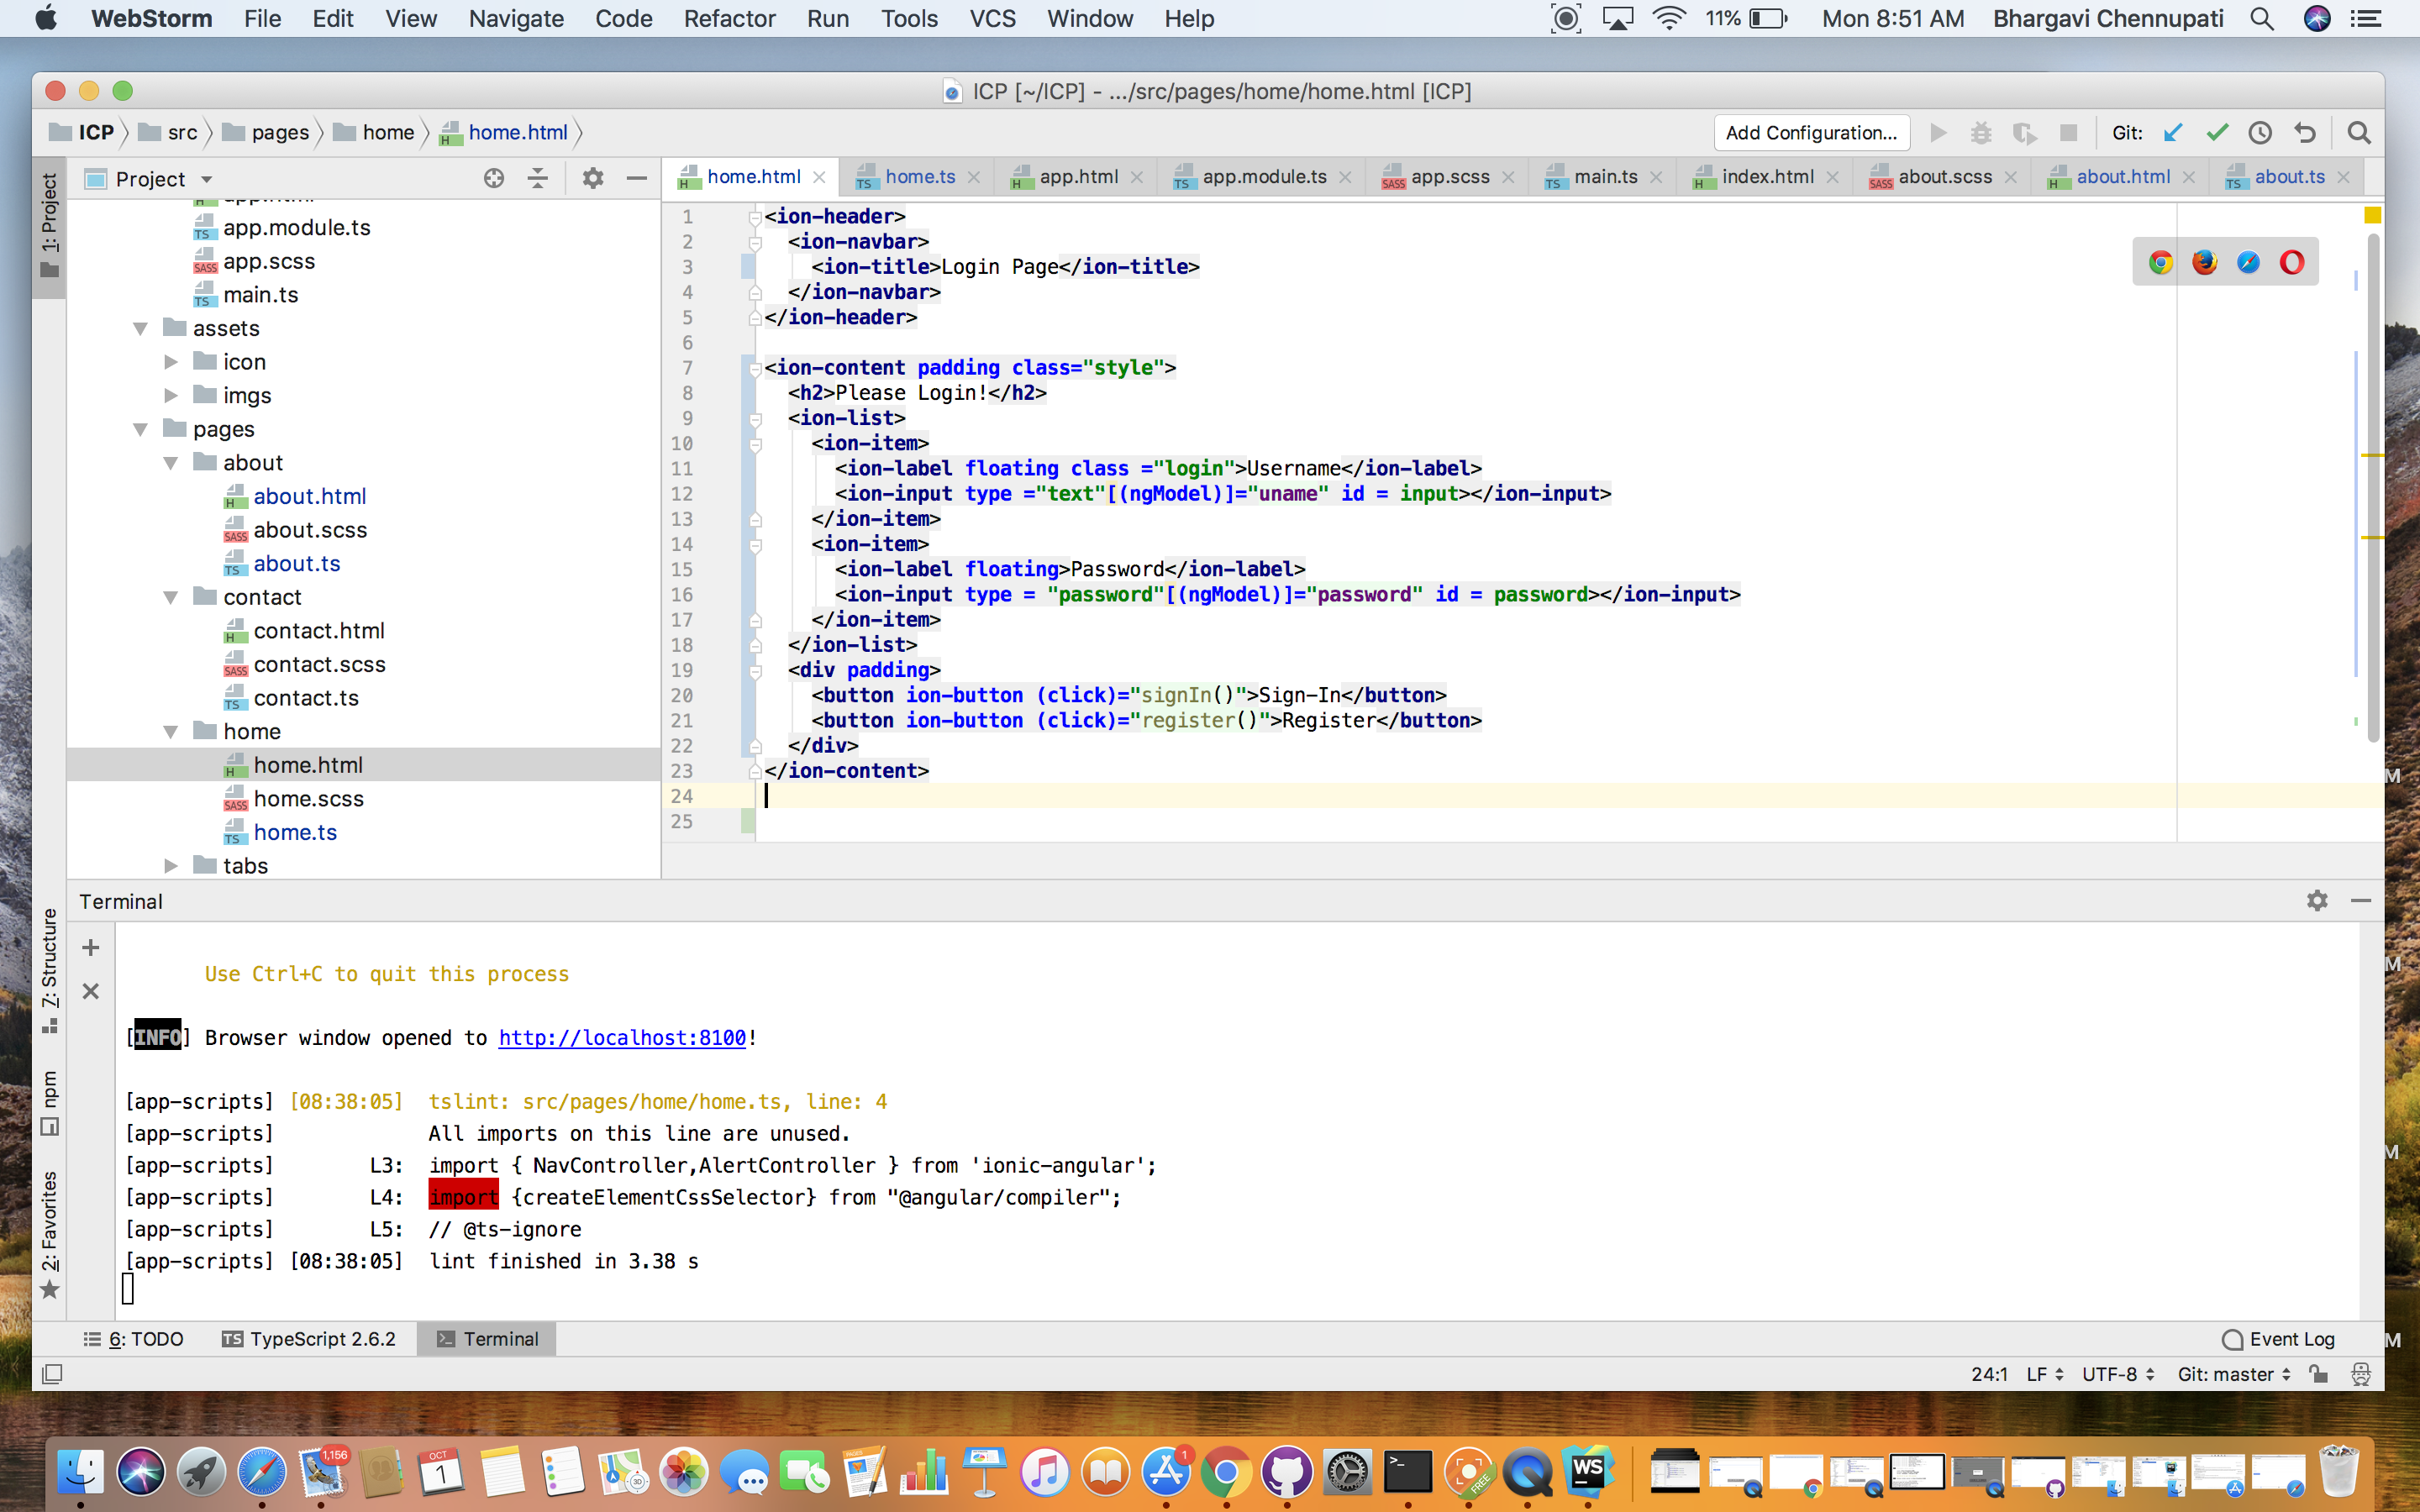 WebStorm File Edit View Navigate Code Refactor Run Tools VCS Window Help 11% Mon 8:51 AM Bhargavi Chennupati
ICP [~/ICP] - .../src/pages/home/home.html [ICP]
ICP src pages home home.html Add Configuration... Git:
1: Project
Project
home.html home.ts app.html app.module.ts app.scss main.ts index.html about.scss about.html about.ts
app.html
app.module.ts
app.scss
main.ts
assets
icon
imgs
pages
about
about.html
about.scss
about.ts
contact
contact.html
contact.scss
contact.ts
home
home.html
home.scss
home.ts
tabs
1 <ion-header>
2 <ion-navbar>
3 <ion-title>Login Page</ion-title>
4 </ion-navbar>
5 </ion-header>
6
7 <ion-content padding class="style">
8 <h2>Please Login!</h2>
9 <ion-list>
10 <ion-item>
11 <ion-label floating class ="login">Username</ion-label>
12 <ion-input type ="text"[(ngModel)]="uname" id = input></ion-input>
13 </ion-item>
14 <ion-item>
15 <ion-label floating>Password</ion-label>
16 <ion-input type = "password"[(ngModel)]="password" id = password></ion-input>
17 </ion-item>
18 </ion-list>
19 <div padding>
20 <button ion-button (click)="signIn()">Sign-In</button>
21 <button ion-button (click)="register()">Register</button>
22 </div>
23 </ion-content>
24
25
Terminal
7: Structure
npm
2: Favorites
Use Ctrl+C to quit this process
[INFO] Browser window opened to http://localhost:8100!
[app-scripts] [08:38:05] tslint: src/pages/home/home.ts, line: 4
[app-scripts] All imports on this line are unused.
[app-scripts] L3: import { NavController,AlertController } from 'ionic-angular';
[app-scripts] L4: import {createElementCssSelector} from "@angular/compiler";
[app-scripts] L5: // @ts-ignore
[app-scripts] [08:38:05] lint finished in 3.38 s
6: TODO TypeScript 2.6.2 Terminal Event Log
24:1 LF UTF-8 Git: master
1,156
OCT
1
PAGES
3D
1
FREE
WS